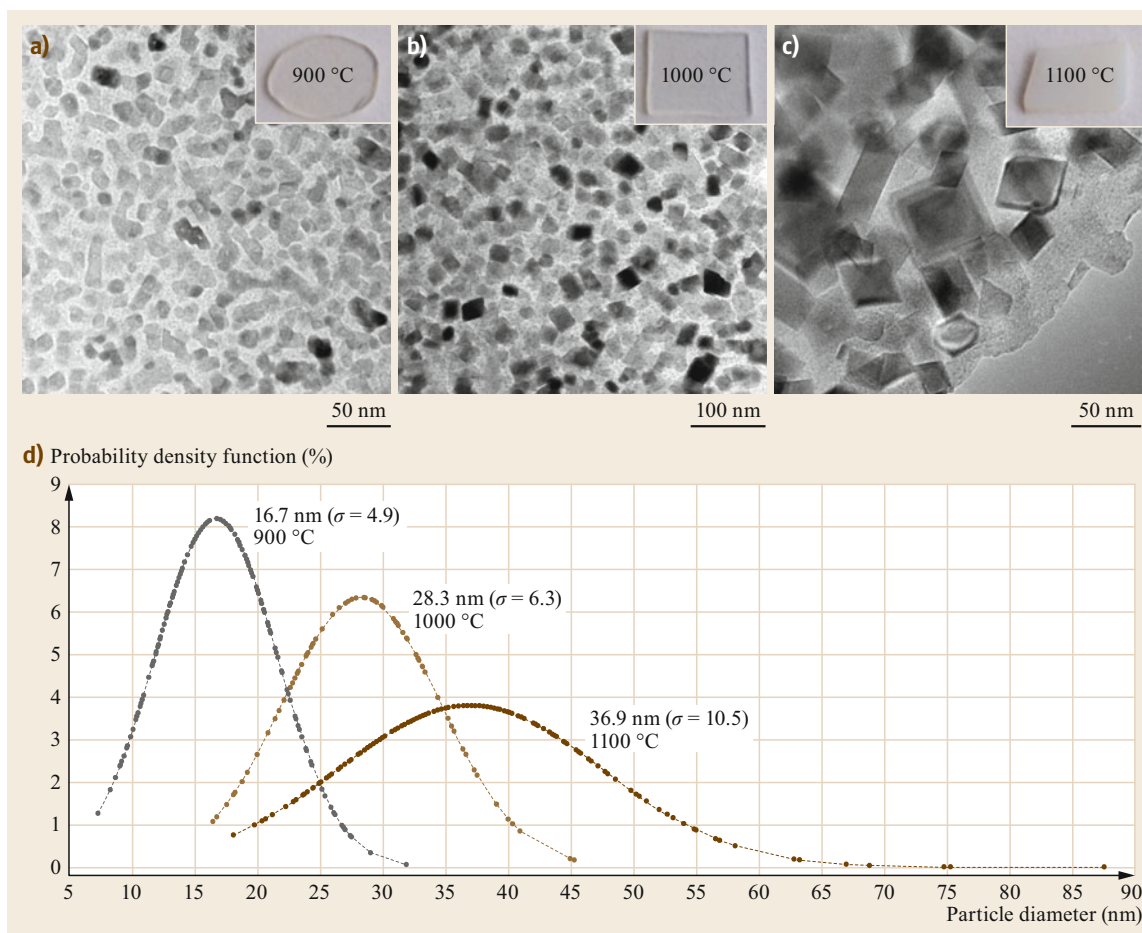 a)
900 °C
b)
1000 °C
c)
1100 °C
50 nm
100 nm
50 nm
d) Probability density function (%)
9
8
7
6
5
4
3
2
1
0
16.7 nm (σ = 4.9)
900 °C
28.3 nm (σ = 6.3)
1000 °C
36.9 nm (σ = 10.5)
1100 °C
5 10 15 20 25 30 35 40 45 50 55 60 65 70 75 80 85 90
Particle diameter (nm)